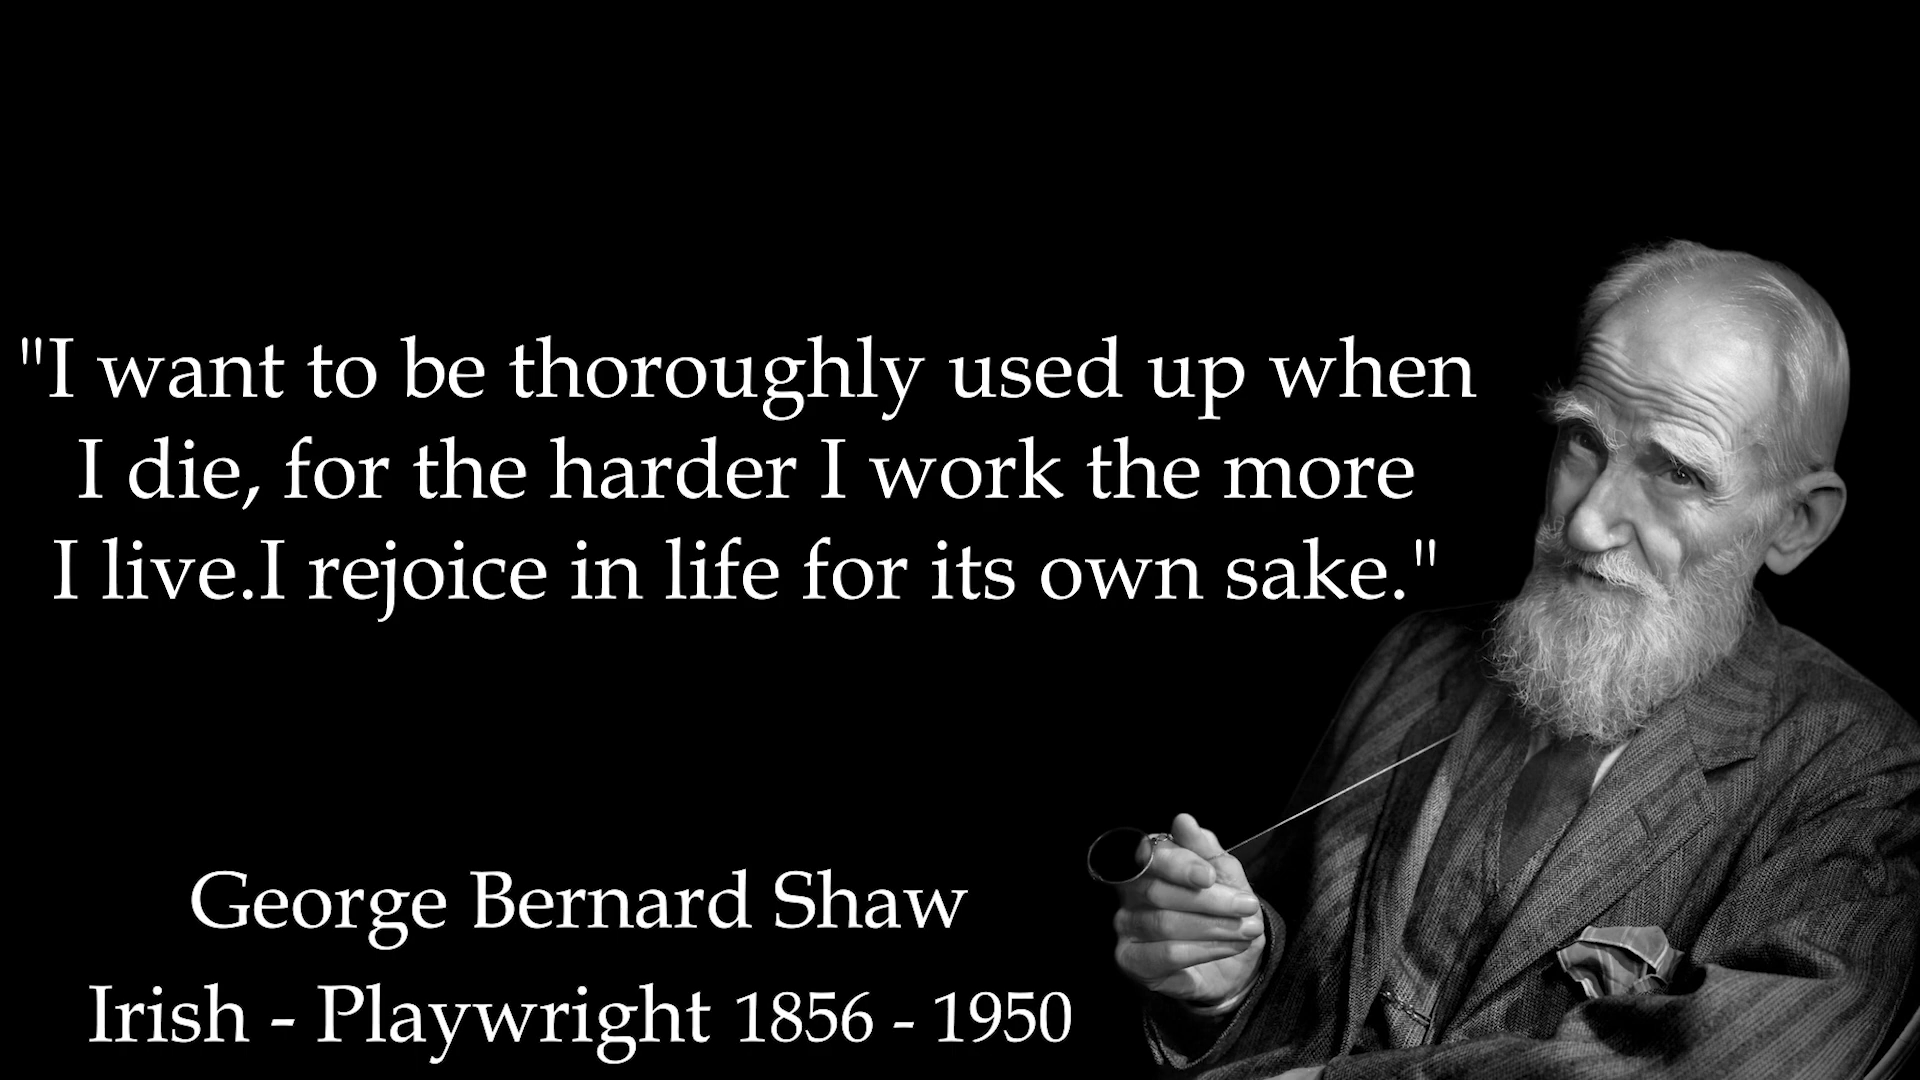 "I want to be thoroughly used up when
I die, for the harder I work the more
I live.I rejoice in life for its own sake."
George Bernard Shaw
Irish - Playwright 1856 - 1950